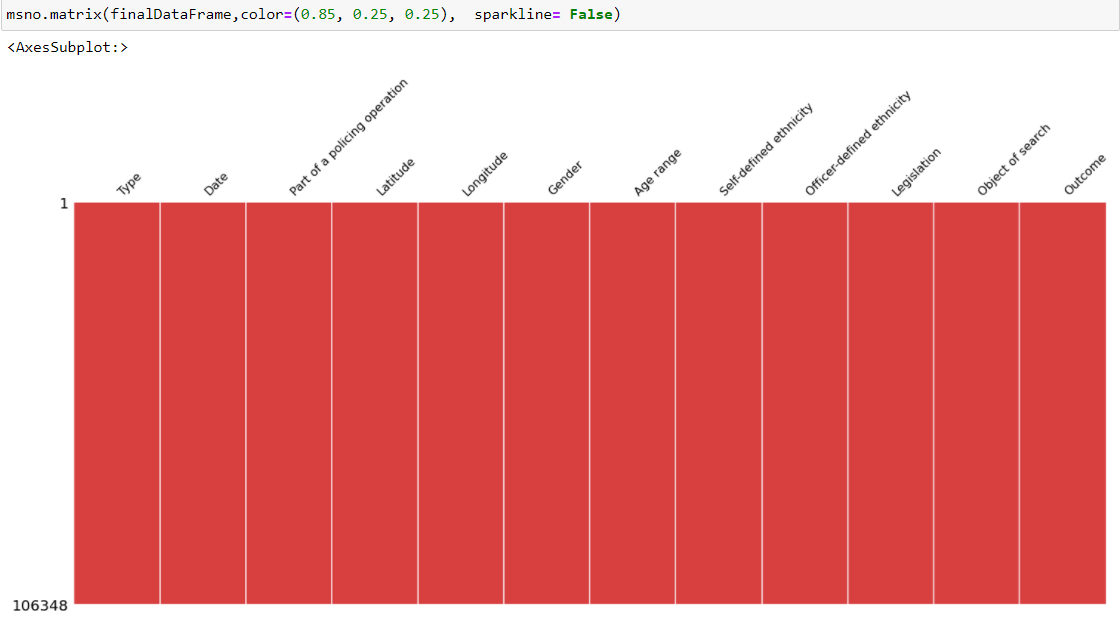 msno.matrix(finalDataFrame,color=(0.85, 0.25, 0.25),  sparkline= False)
<AxesSubplot:>
Type
Date
Part of a policing operation
Latitude
Longitude
Gender
Age range
Self-defined ethnicity
Officer-defined ethnicity
Legislation
Object of search
Outcome
1
106348